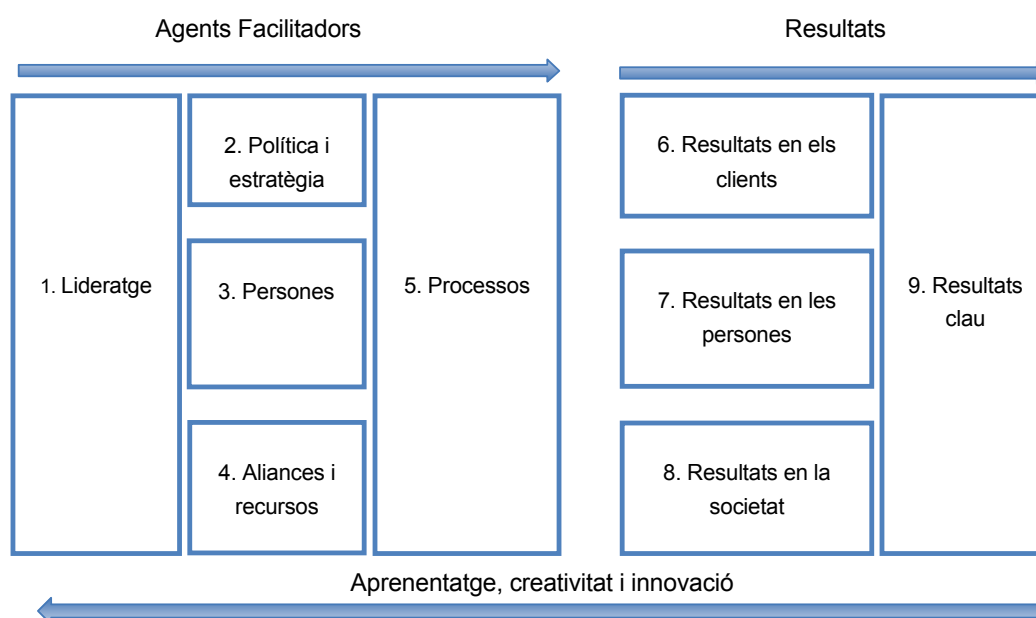 Agents Facilitadors
Resultats
1. Lideratge
2. Política i
estratègia
3. Persones
4. Aliances i
recursos
5. Processos
6. Resultats en els
clients
7. Resultats en les
persones
8. Resultats en la
societat
9. Resultats
clau
Aprenentatge, creativitat i innovació